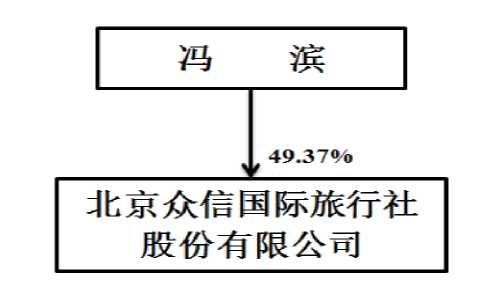 冯 滨
49.37%
北京众信国际旅行社
股份有限公司